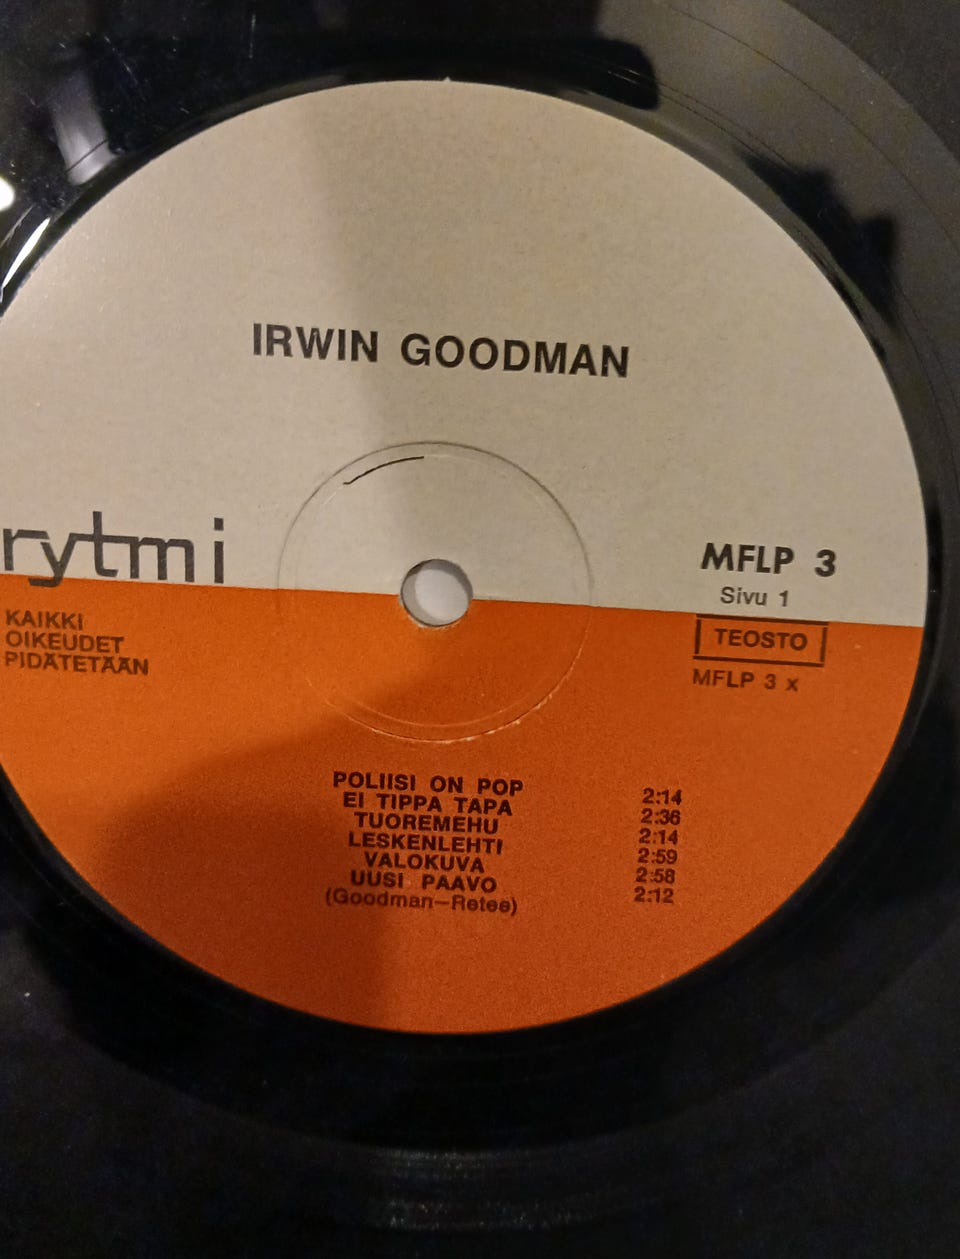 IRWIN GOODMAN
rytmi
MFLP 3
Sivu 1
KAIKKI
OIKEUDET
PIDÄTETÄÄN
TEOSTO
MFLP 3 x
POLIISI ON POP 2:14
EI TIPPA TAPA 2:36
TUOREMEHU 2:14
LESKENLEHTI 2:59
VALOKUVA 2:58
UUSI PAAVO 2:12
(Goodman—Retee)